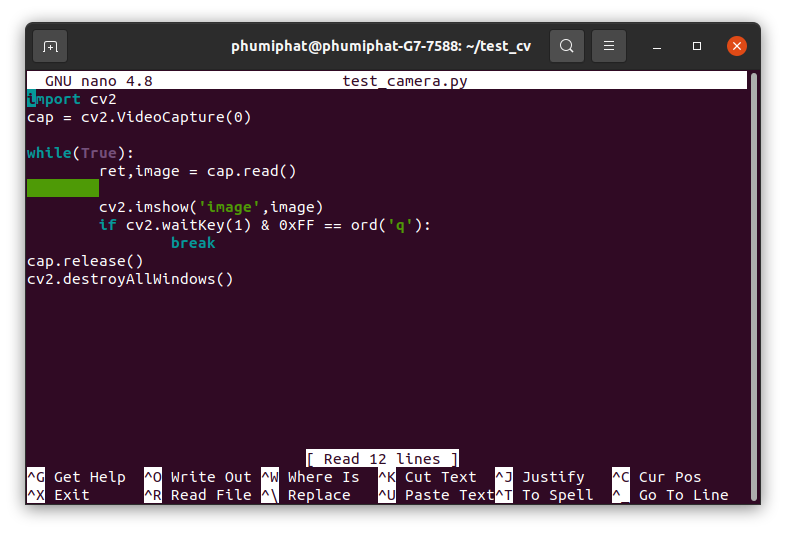 phumiphat@phumiphat-G7-7588: ~/test_cv
GNU nano 4.8 test_camera.py
import cv2
cap = cv2.VideoCapture(0)
while(True):
ret,image = cap.read()
cv2.imshow('image',image)
if cv2.waitKey(1) & 0xFF == ord('q'):
break
cap.release()
cv2.destroyAllWindows()
[ Read 12 lines ]
^G Get Help ^O Write Out ^W Where Is ^K Cut Text ^J Justify ^C Cur Pos
^X Exit ^R Read File ^\ Replace ^U Paste Text^T To Spell ^_ Go To Line